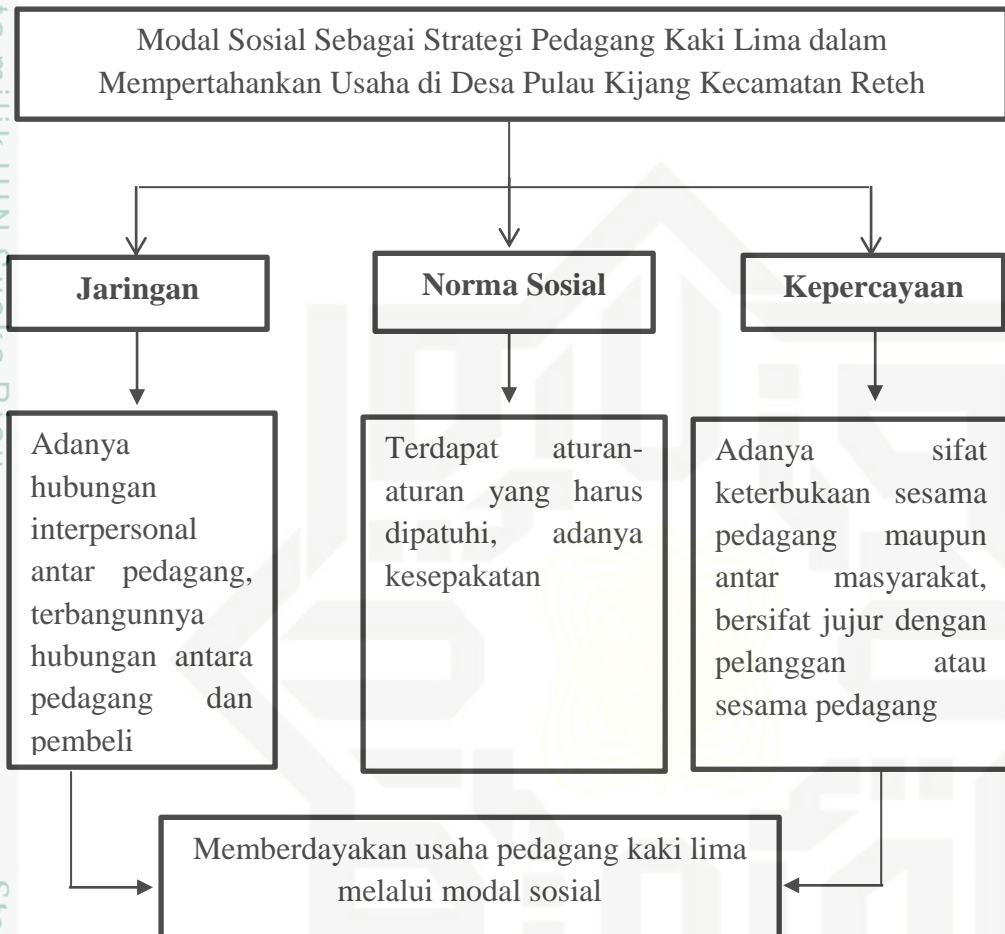 Modal Sosial Sebagai Strategi Pedagang Kaki Lima dalam
Mempertahankan Usaha di Desa Pulau Kijang Kecamatan Reteh
Jaringan
Norma Sosial
Kepercayaan
Adanya
hubungan
interpersonal
antar pedagang,
terbangunnya
hubungan antara
pedagang dan
pembeli
Terdapat aturan-
aturan yang harus
dipatuhi, adanya
kesepakatan
Adanya sifat
keterbukaan sesama
pedagang maupun
antar masyarakat,
bersifat jujur dengan
pelanggan atau
sesama pedagang
Memberdayakan usaha pedagang kaki lima
melalui modal sosial
milik UIN Suska